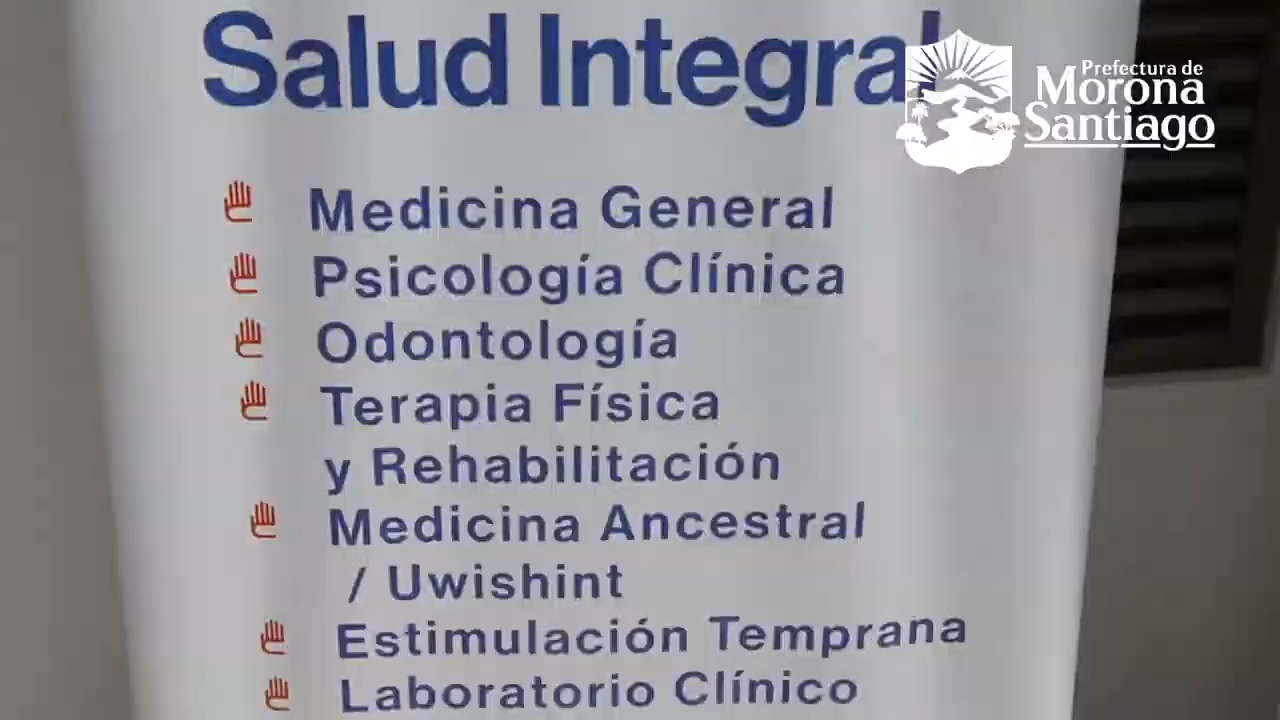 Salud Integral
Prefectura de
Morona
Santiago
Medicina General
Psicología Clínica
Odontología
Terapia Física
y Rehabilitación
Medicina Ancestral
/ Uwishint
Estimulación Temprana
Laboratorio Clínico